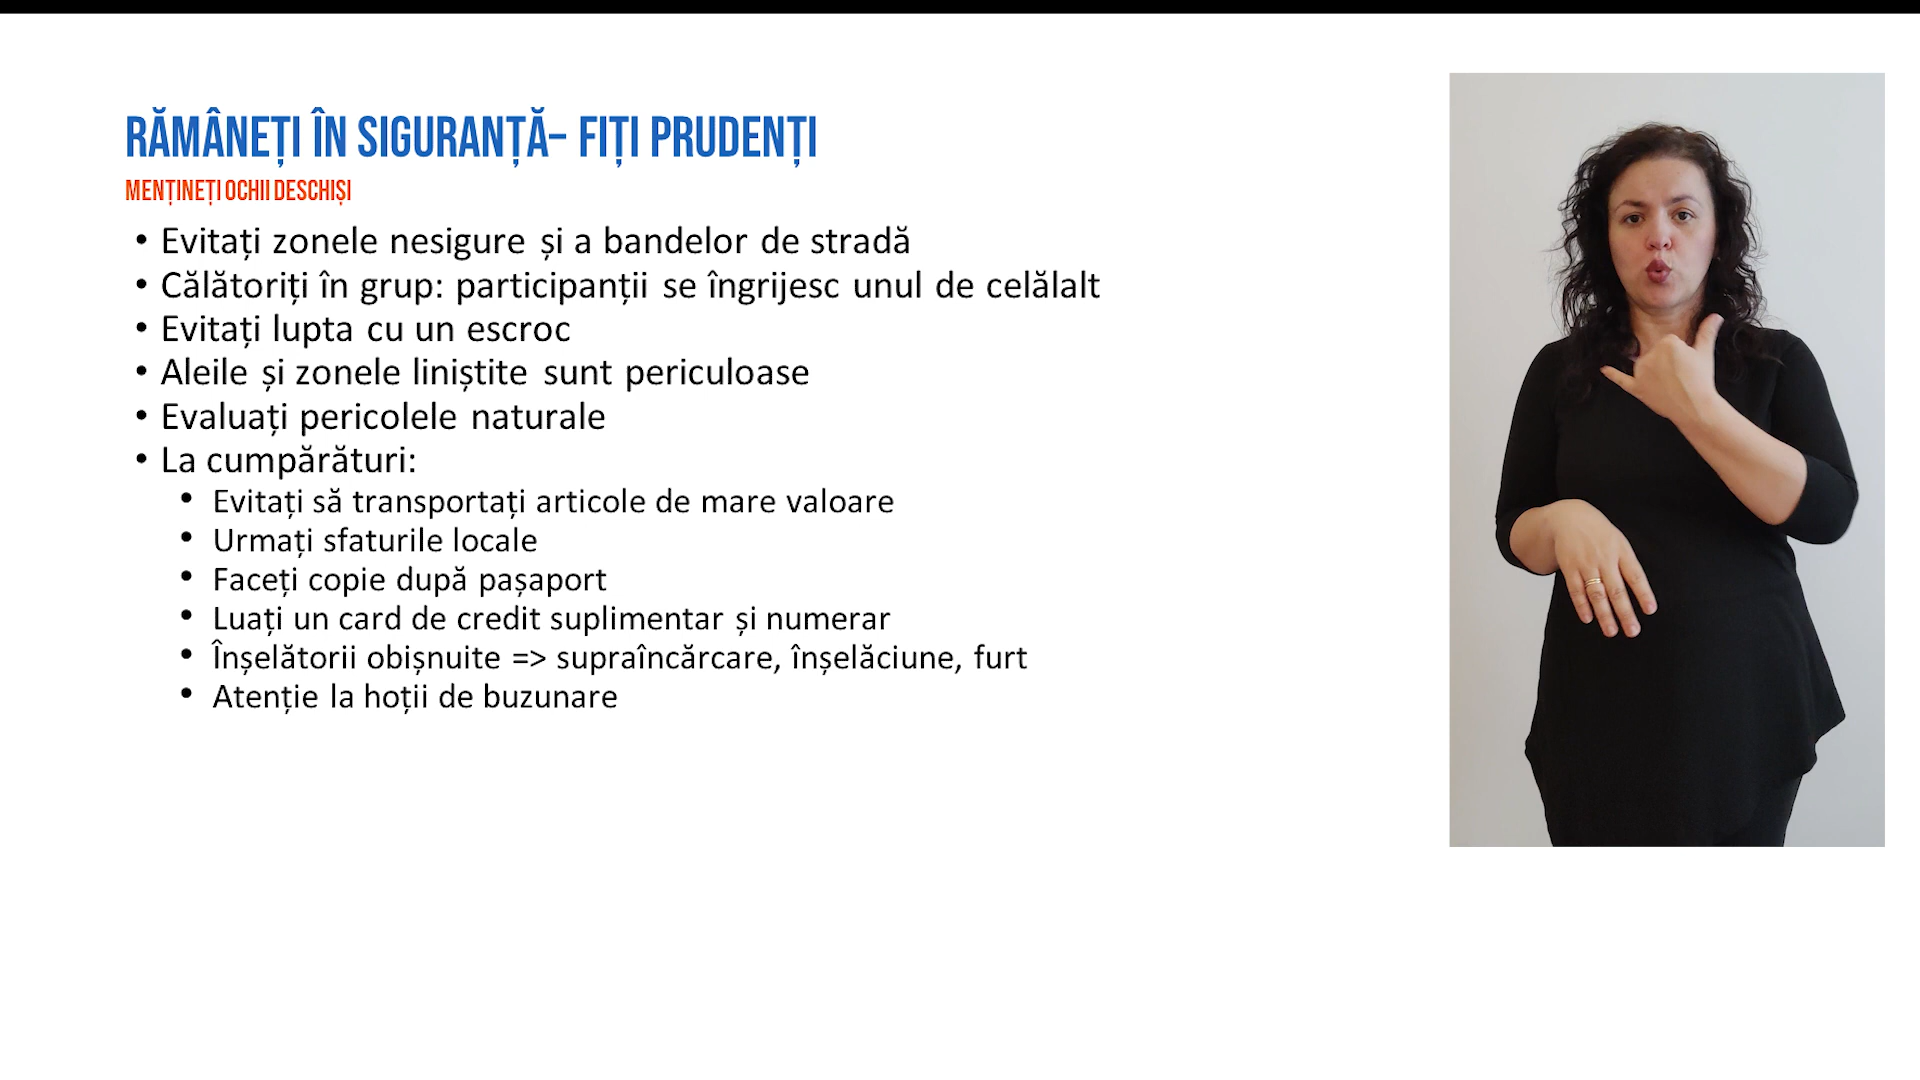 RĂMÂNEȚI ÎN SIGURANȚĂ– FIȚI PRUDENȚI
MENȚINEȚI OCHII DESCHIȘI
• Evitați zonele nesigure și a bandelor de stradă
• Călătoriți în grup: participanții se îngrijesc unul de celălalt
• Evitați lupta cu un escroc
• Aleile și zonele liniștite sunt periculoase
• Evaluați pericolele naturale
• La cumpărături:
• Evitați să transportați articole de mare valoare
• Urmați sfaturile locale
• Faceți copie după pașaport
• Luați un card de credit suplimentar și numerar
• Înșelătorii obișnuite => supraîncărcare, înșelăciune, furt
• Atenție la hoții de buzunare